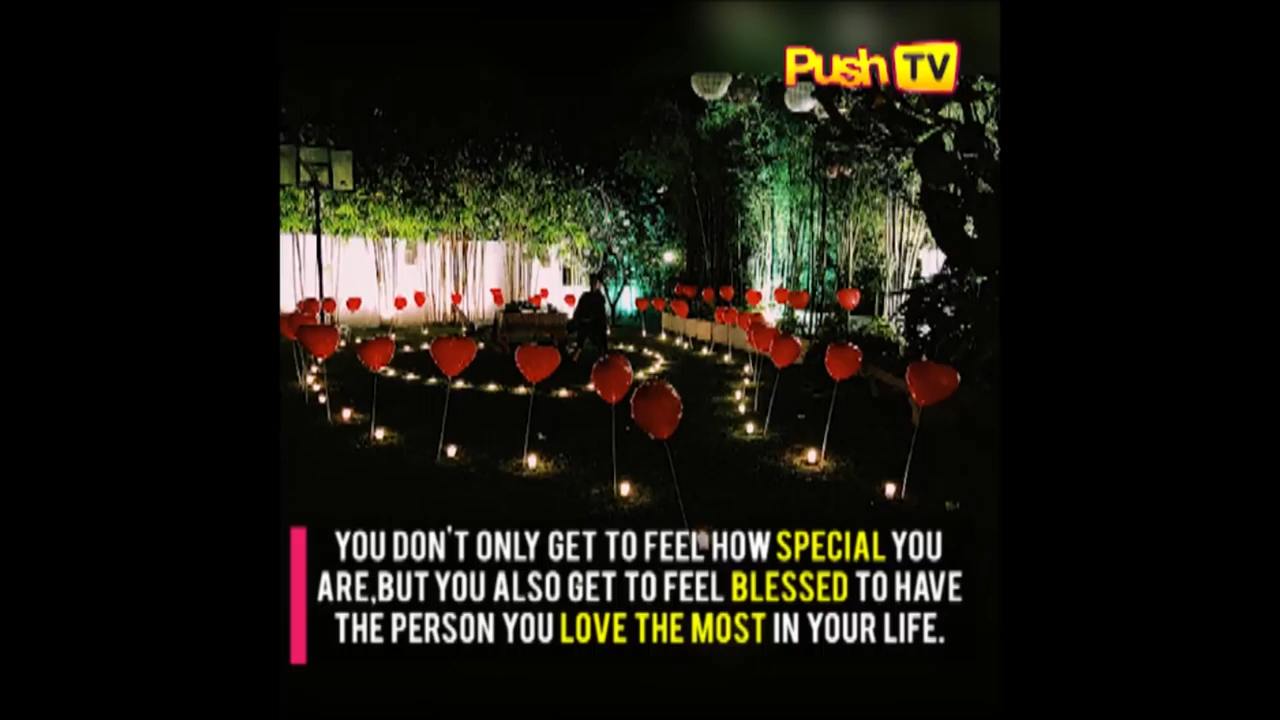 Push TV
YOU DON'T ONLY GET TO FEEL HOW SPECIAL YOU
ARE,BUT YOU ALSO GET TO FEEL BLESSED TO HAVE
THE PERSON YOU LOVE THE MOST IN YOUR LIFE.